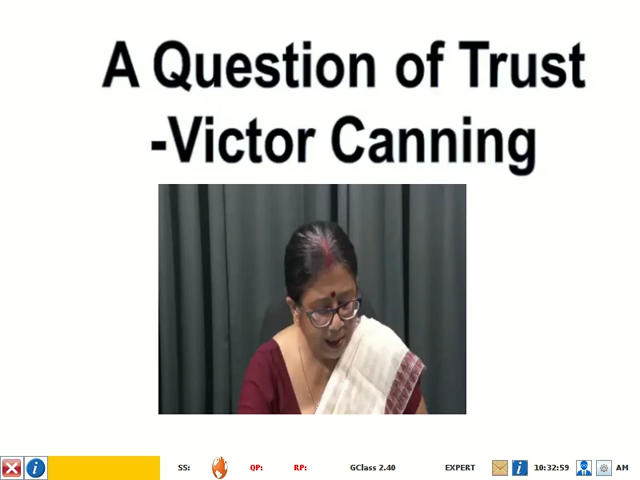 A Question of Trust
-Victor Canning
SS: QP: RP: GClass 2.40 EXPERT 10:32:59 AM